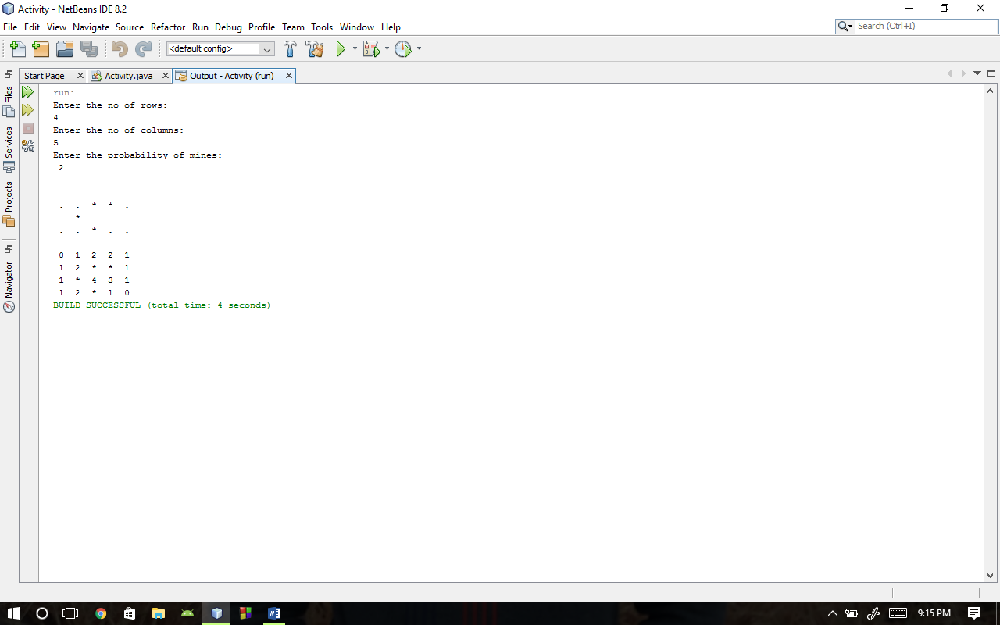 Activity - NetBeans IDE 8.2
File Edit View Navigate Source Refactor Run Debug Profile Team Tools Window Help
Search (Ctrl+I)
<default config>
Start Page
Activity.java
Output - Activity (run)
Files
Services
Projects
Navigator
run:
Enter the no of rows:
4
Enter the no of columns:
5
Enter the probability of mines:
.2
. . . . .
. . * * .
. * . . .
. . * . .
0 1 2 2 1
1 2 * * 1
1 * 4 3 1
1 2 * 1 0
BUILD SUCCESSFUL (total time: 4 seconds)
9:15 PM